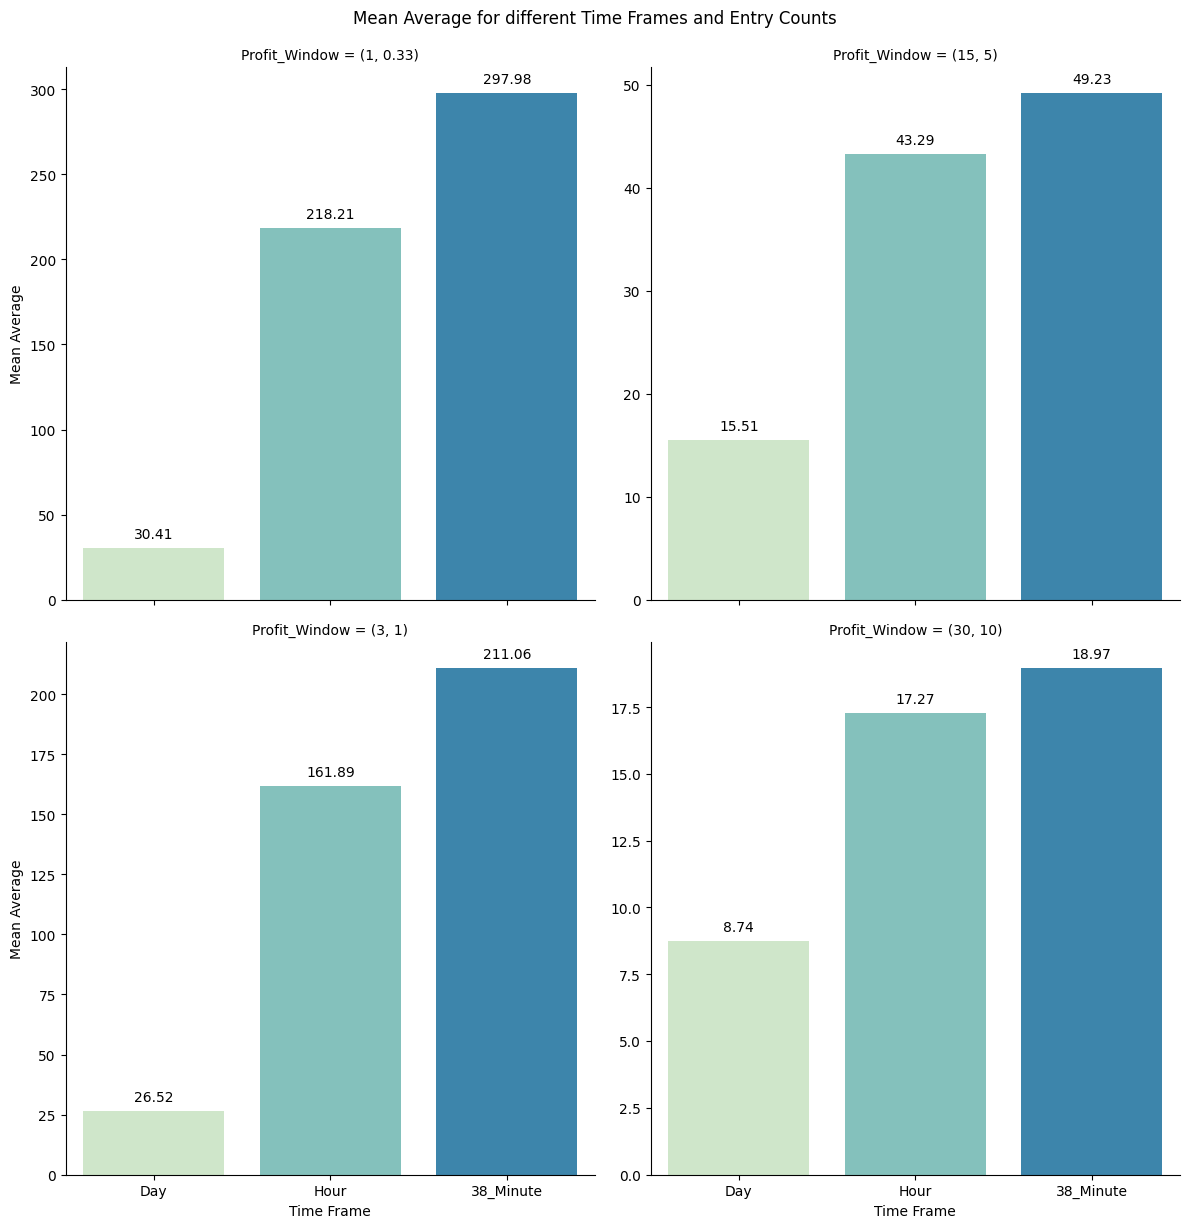 Mean Average for different Time Frames and Entry Counts
Profit_Window = (1, 0.33)
300
250
200
150
100
50
0
Mean Average
30.41
218.21
297.98
Profit_Window = (15, 5)
50
40
30
20
10
0
15.51
43.29
49.23
Profit_Window = (3, 1)
200
175
150
125
100
75
50
25
0
Mean Average
26.52
161.89
211.06
Day
Hour
38_Minute
Time Frame
Profit_Window = (30, 10)
17.5
15.0
12.5
10.0
7.5
5.0
2.5
0.0
8.74
17.27
18.97
Day
Hour
38_Minute
Time Frame